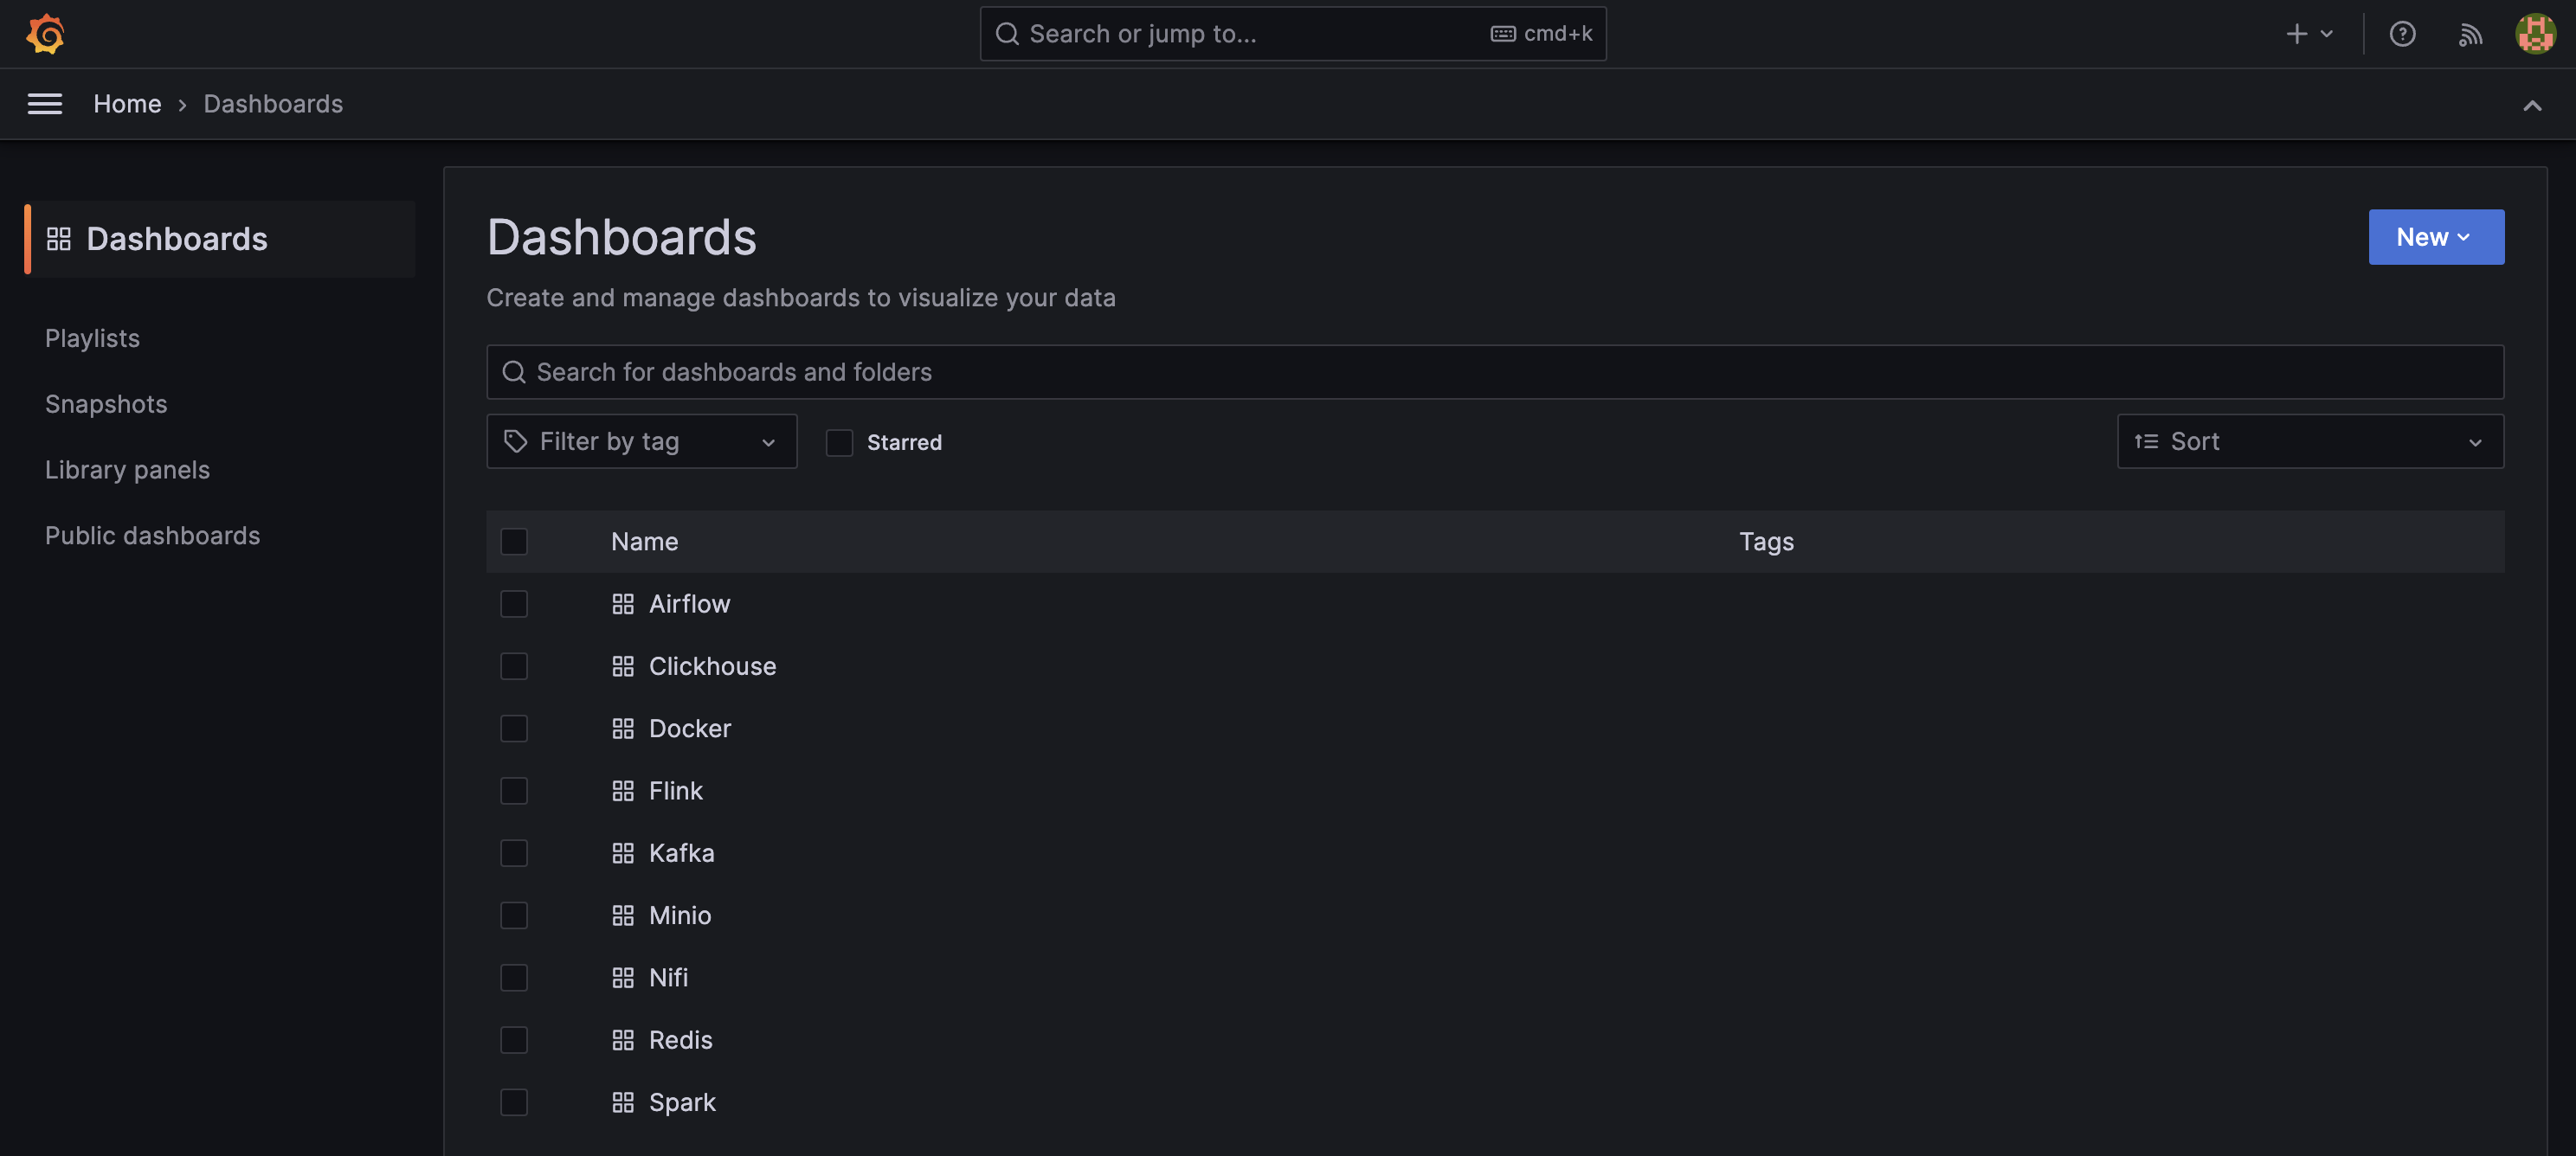 Search or jump to... cmd+k
Home › Dashboards
Dashboards
Playlists
Snapshots
Library panels
Public dashboards
Dashboards
New
Create and manage dashboards to visualize your data
Search for dashboards and folders
Filter by tag Starred Sort
Name Tags
Airflow
Clickhouse
Docker
Flink
Kafka
Minio
Nifi
Redis
Spark